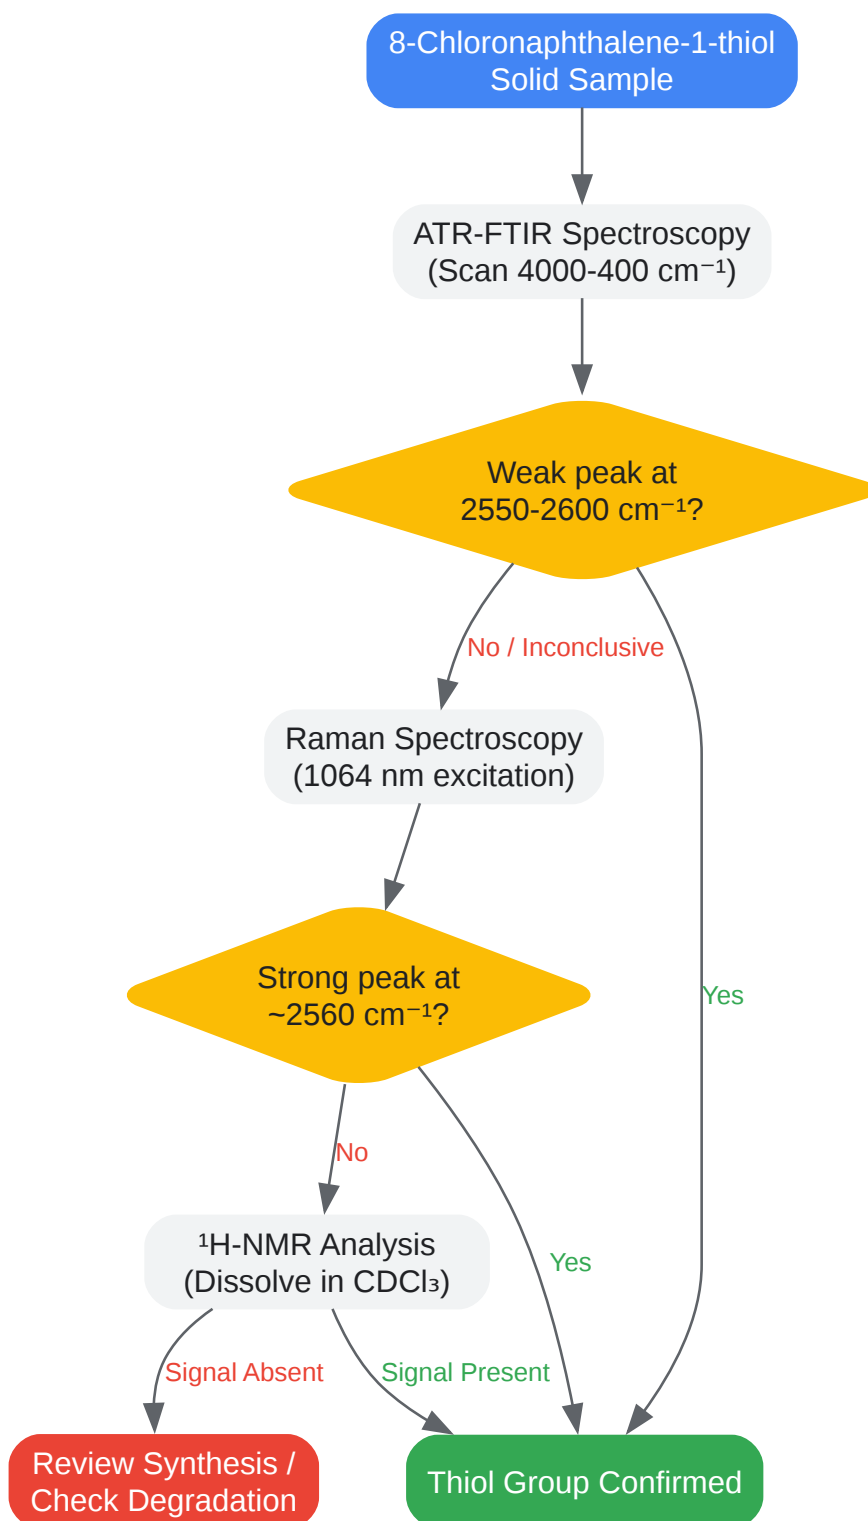 8-Chloronaphthalene-1-thiol
Solid Sample
ATR-FTIR Spectroscopy
(Scan 4000-400 cm⁻¹)
Weak peak at
2550-2600 cm⁻¹?
No / Inconclusive
Raman Spectroscopy
(1064 nm excitation)
Strong peak at
~2560 cm⁻¹?
Yes
No
¹H-NMR Analysis
(Dissolve in CDCl₃)
Yes
Signal Absent
Signal Present
Review Synthesis /
Check Degradation
Thiol Group Confirmed